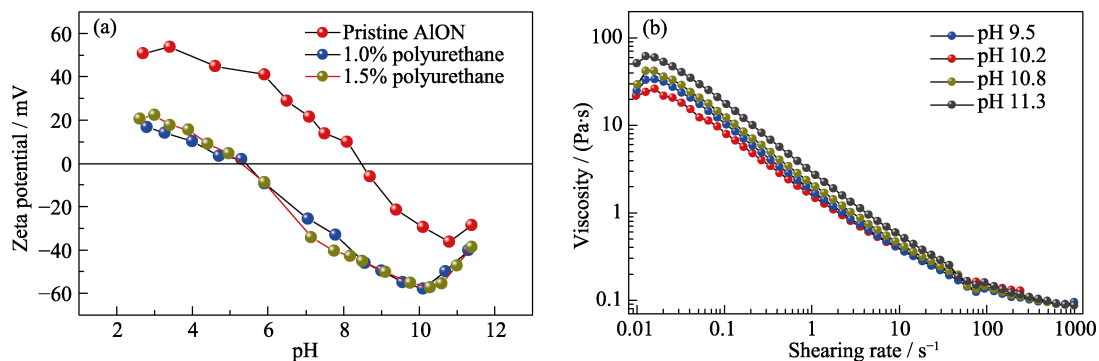 (a)
Pristine AlON
1.0% polyurethane
1.5% polyurethane
60
40
20
0
−20
−40
−60
Zeta potential / mV
2 4 6 8 10 12
pH
(b)
pH 9.5
pH 10.2
pH 10.8
pH 11.3
100
10
1
0.1
Viscosity / (Pa·s)
0.01 0.1 1 10 100 1000
Shearing rate / s⁻¹